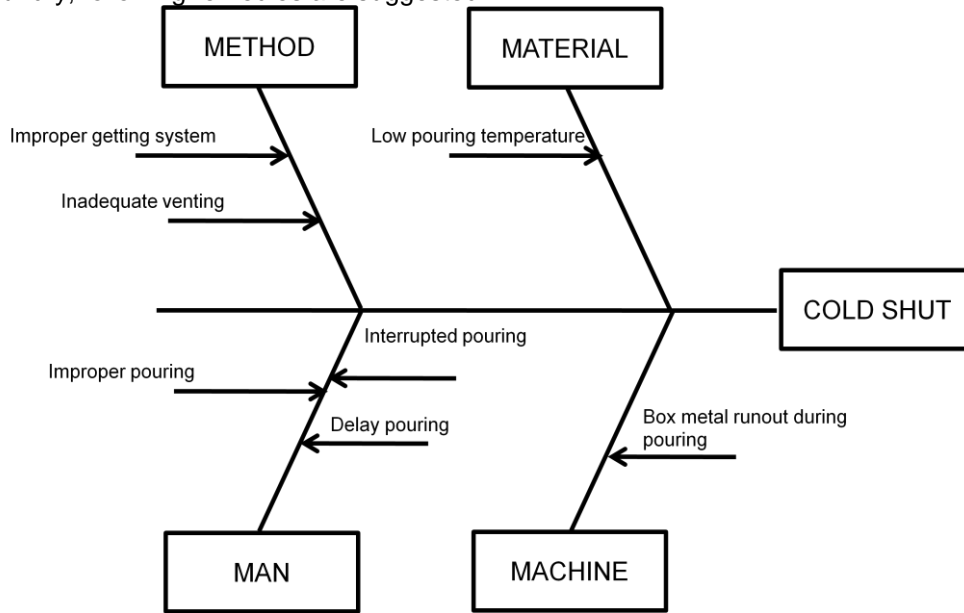 METHOD
MATERIAL
Improper getting system
Low pouring temperature
Inadequate venting
COLD SHUT
Interrupted pouring
Improper pouring
Delay pouring
Box metal runout during
pouring
MAN
MACHINE